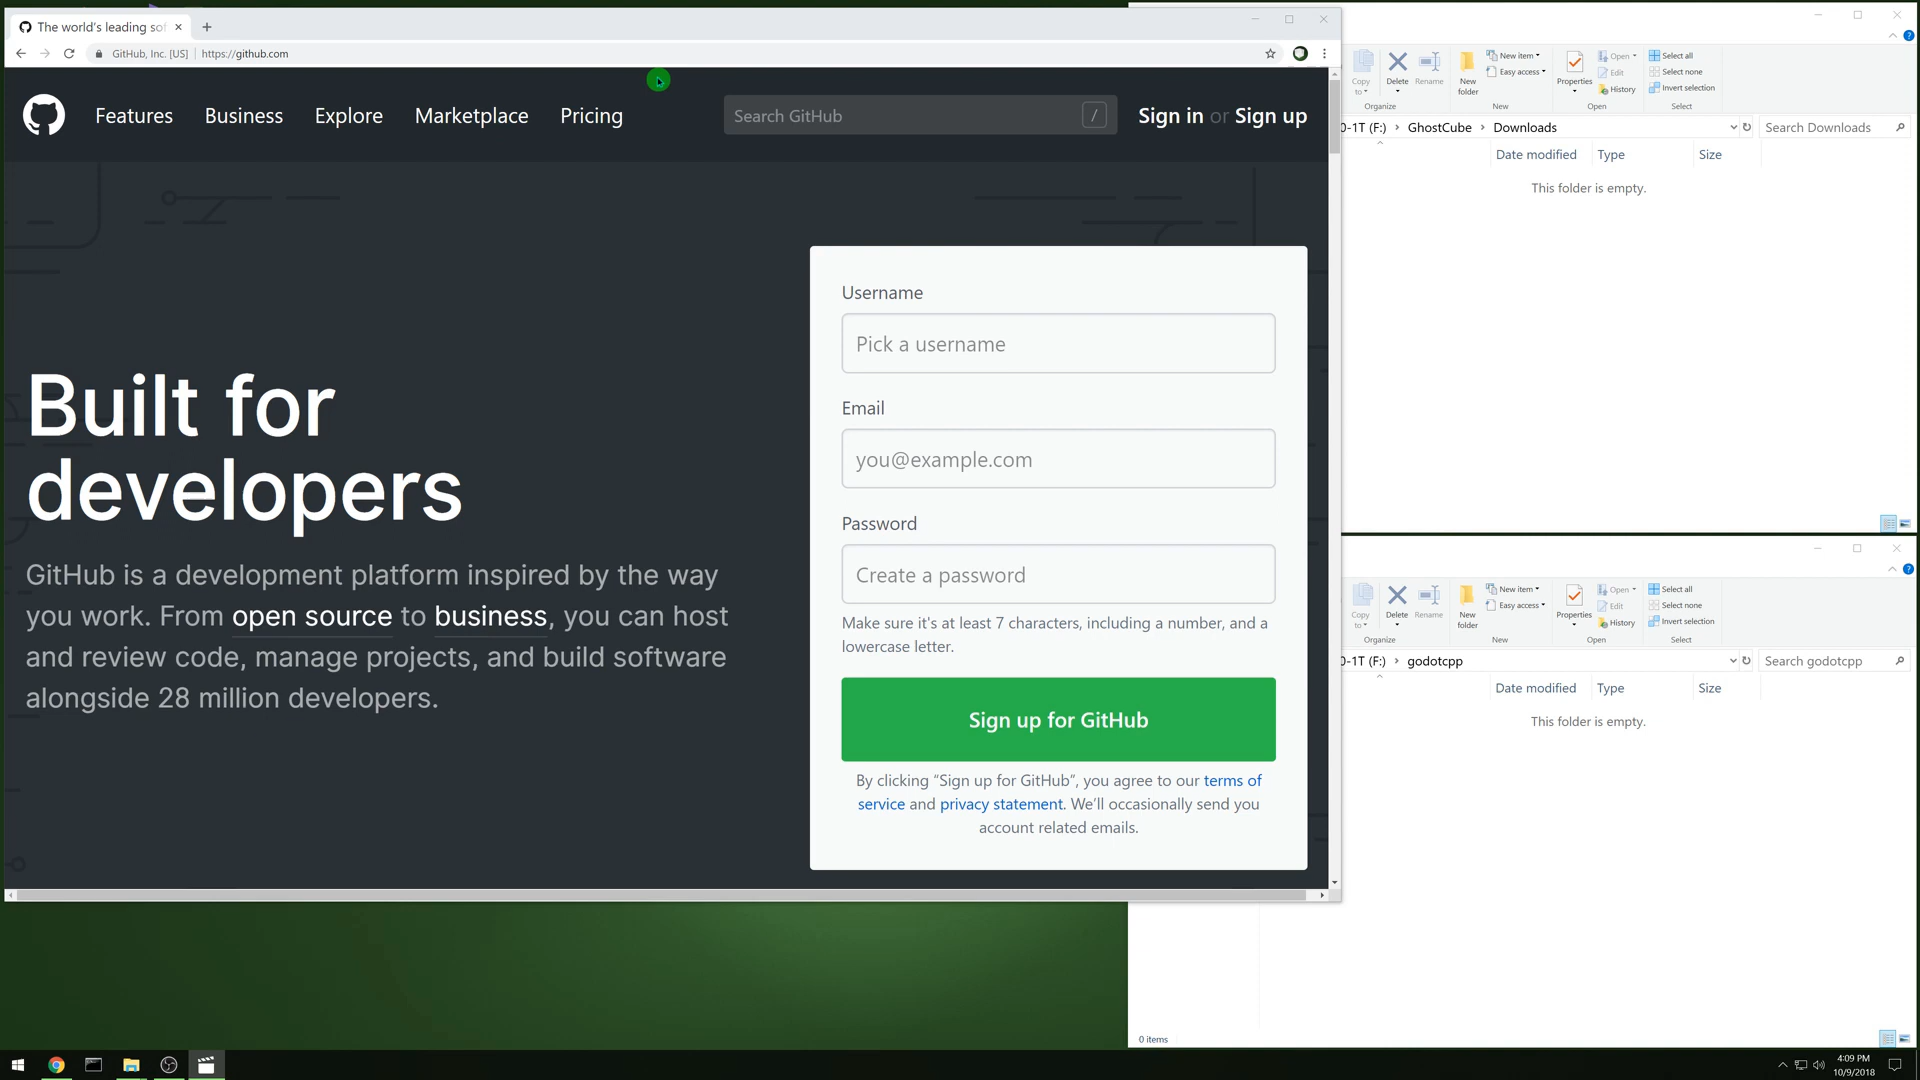 The world's leading sof
GitHub, Inc. [US]
https://github.com
Features
Business
Explore
Marketplace
Pricing
Search GitHub
/
Sign in or Sign up
Built for
developers
GitHub is a development platform inspired by the way
you work. From open source to business, you can host
and review code, manage projects, and build software
alongside 28 million developers.
Username
Pick a username
Email
you@example.com
Password
Create a password
Make sure it's at least 7 characters, including a number, and a
lowercase letter.
Sign up for GitHub
By clicking “Sign up for GitHub”, you agree to our terms of
service and privacy statement. We’ll occasionally send you
account related emails.
Copy
to
Delete
Rename
New
folder
New item
Easy access
Properties
Open
Edit
History
Select all
Select none
Invert selection
Organize
New
Open
Select
0-1T (F:) > GhostCube > Downloads
Search Downloads
Date modified
Type
Size
This folder is empty.
Copy
to
Delete
Rename
New
folder
New item
Easy access
Properties
Open
Edit
History
Select all
Select none
Invert selection
Organize
New
Open
Select
0-1T (F:) > godotcpp
Search godotcpp
Date modified
Type
Size
This folder is empty.
0 items
4:09 PM
10/9/2018